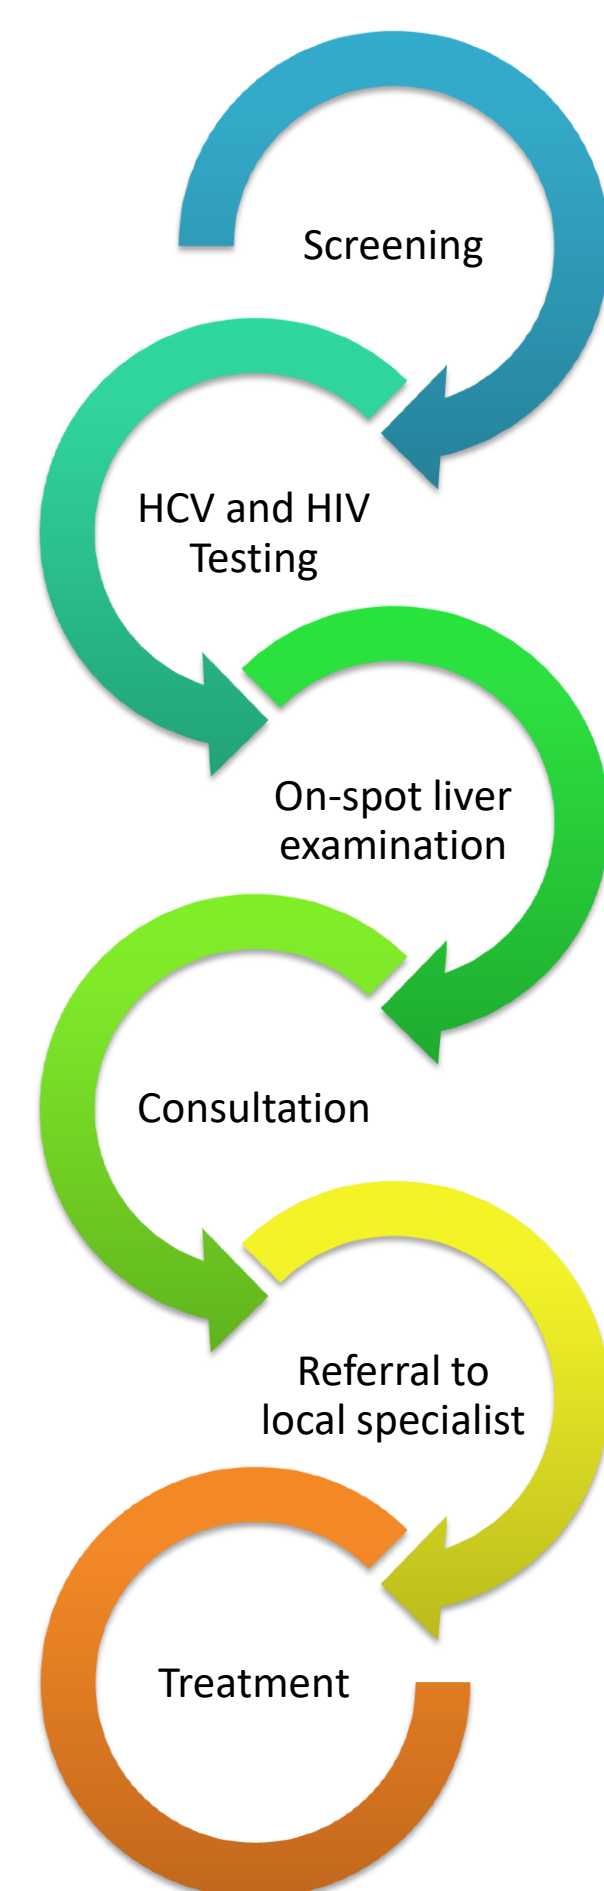 Screening
HCV and HIV
Testing
On-spot liver
examination
Consultation
Referral to
local specialist
Treatment